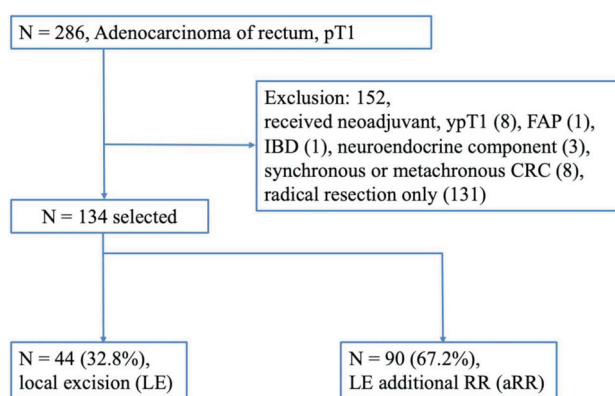 N = 286, Adenocarcinoma of rectum, pT1
Exclusion: 152,
received neoadjuvant, ypT1 (8), FAP (1),
IBD (1), neuroendocrine component (3),
synchronous or metachronous CRC (8),
radical resection only (131)
N = 134 selected
N = 44 (32.8%),
local excision (LE)
N = 90 (67.2%),
LE additional RR (aRR)